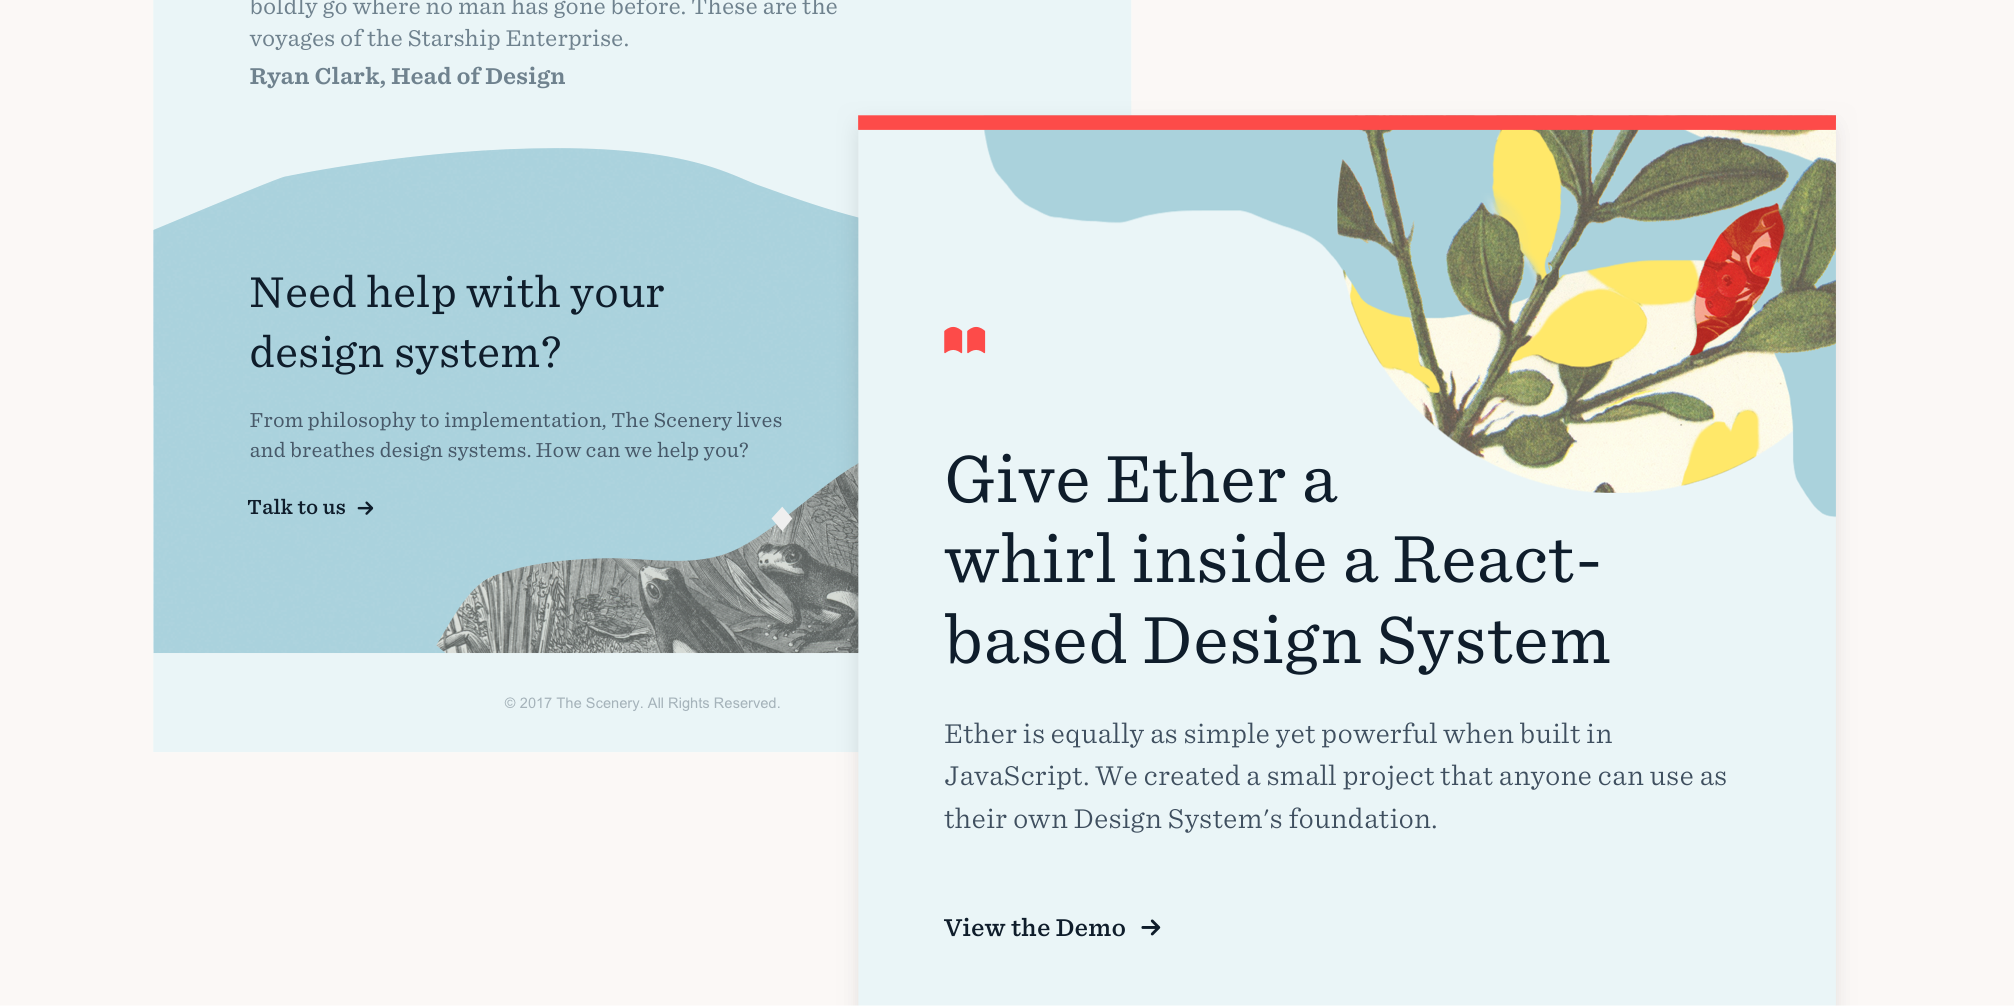 boldly go where no man has gone before. These are the
voyages of the Starship Enterprise.
Ryan Clark, Head of Design
Need help with your
design system?
From philosophy to implementation, The Scenery lives
and breathes design systems. How can we help you?
Talk to us →
© 2017 The Scenery. All Rights Reserved.
Give Ether a
whirl inside a React-
based Design System
Ether is equally as simple yet powerful when built in
JavaScript. We created a small project that anyone can use as
their own Design System's foundation.
View the Demo →